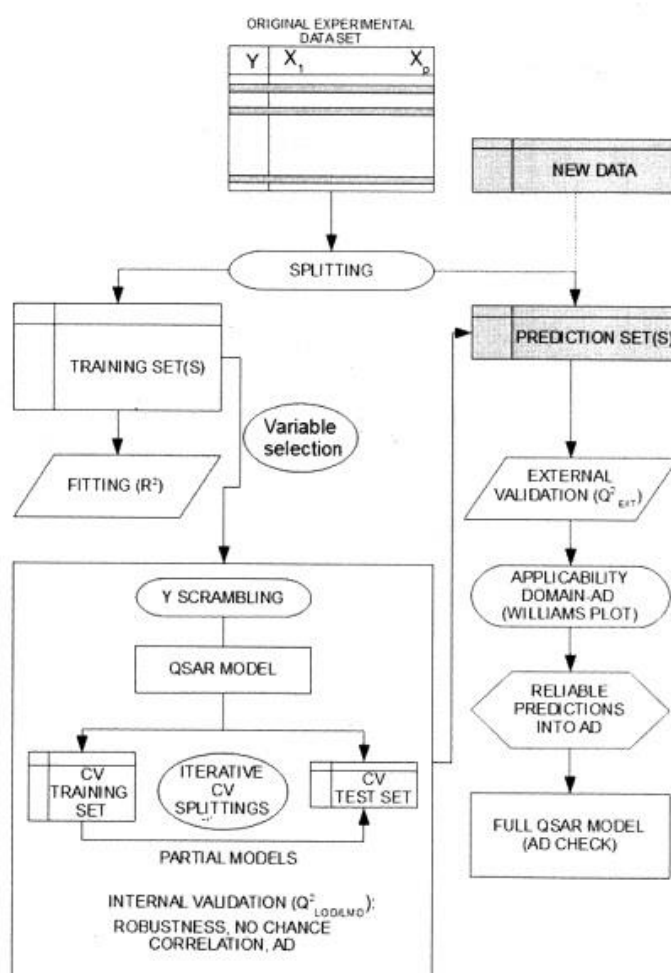 ORIGINAL EXPERIMENTAL
DATA SET
Y X₁ Xₚ
NEW DATA
SPLITTING
TRAINING SET(S)
PREDICTION SET(S)
Variable
selection
FITTING (R²)
EXTERNAL
VALIDATION (Q²EXT)
Y SCRAMBLING
APPLICABILITY
DOMAIN-AD
(WILLIAMS PLOT)
QSAR MODEL
RELIABLE
PREDICTIONS
INTO AD
CV
TRAINING
SET
ITERATIVE
CV
SPLITTINGS
CV
TEST SET
PARTIAL MODELS
FULL QSAR MODEL
(AD CHECK)
INTERNAL VALIDATION (Q²LOO/LMO):
ROBUSTNESS, NO CHANCE
CORRELATION, AD